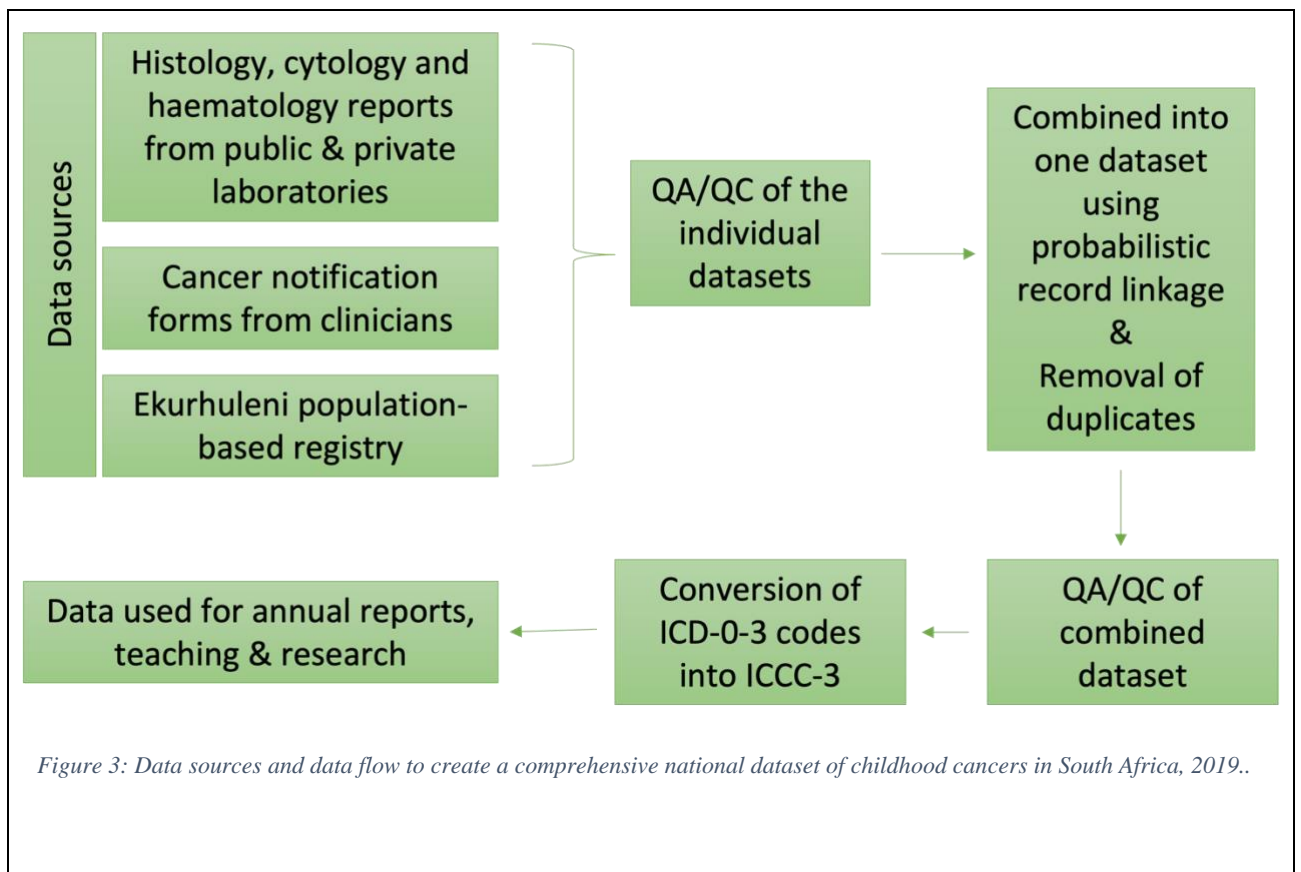 Data sources
Histology, cytology and
haematology reports
from public & private
laboratories
Cancer notification
forms from clinicians
Ekurhuleni population-
based registry
QA/QC of the
individual
datasets
Combined into
one dataset
using
probabilistic
record linkage
&
Removal of
duplicates
QA/QC of
combined
dataset
Conversion of
ICD-0-3 codes
into ICCC-3
Data used for annual reports,
teaching & research
Figure 3: Data sources and data flow to create a comprehensive national dataset of childhood cancers in South Africa, 2019..